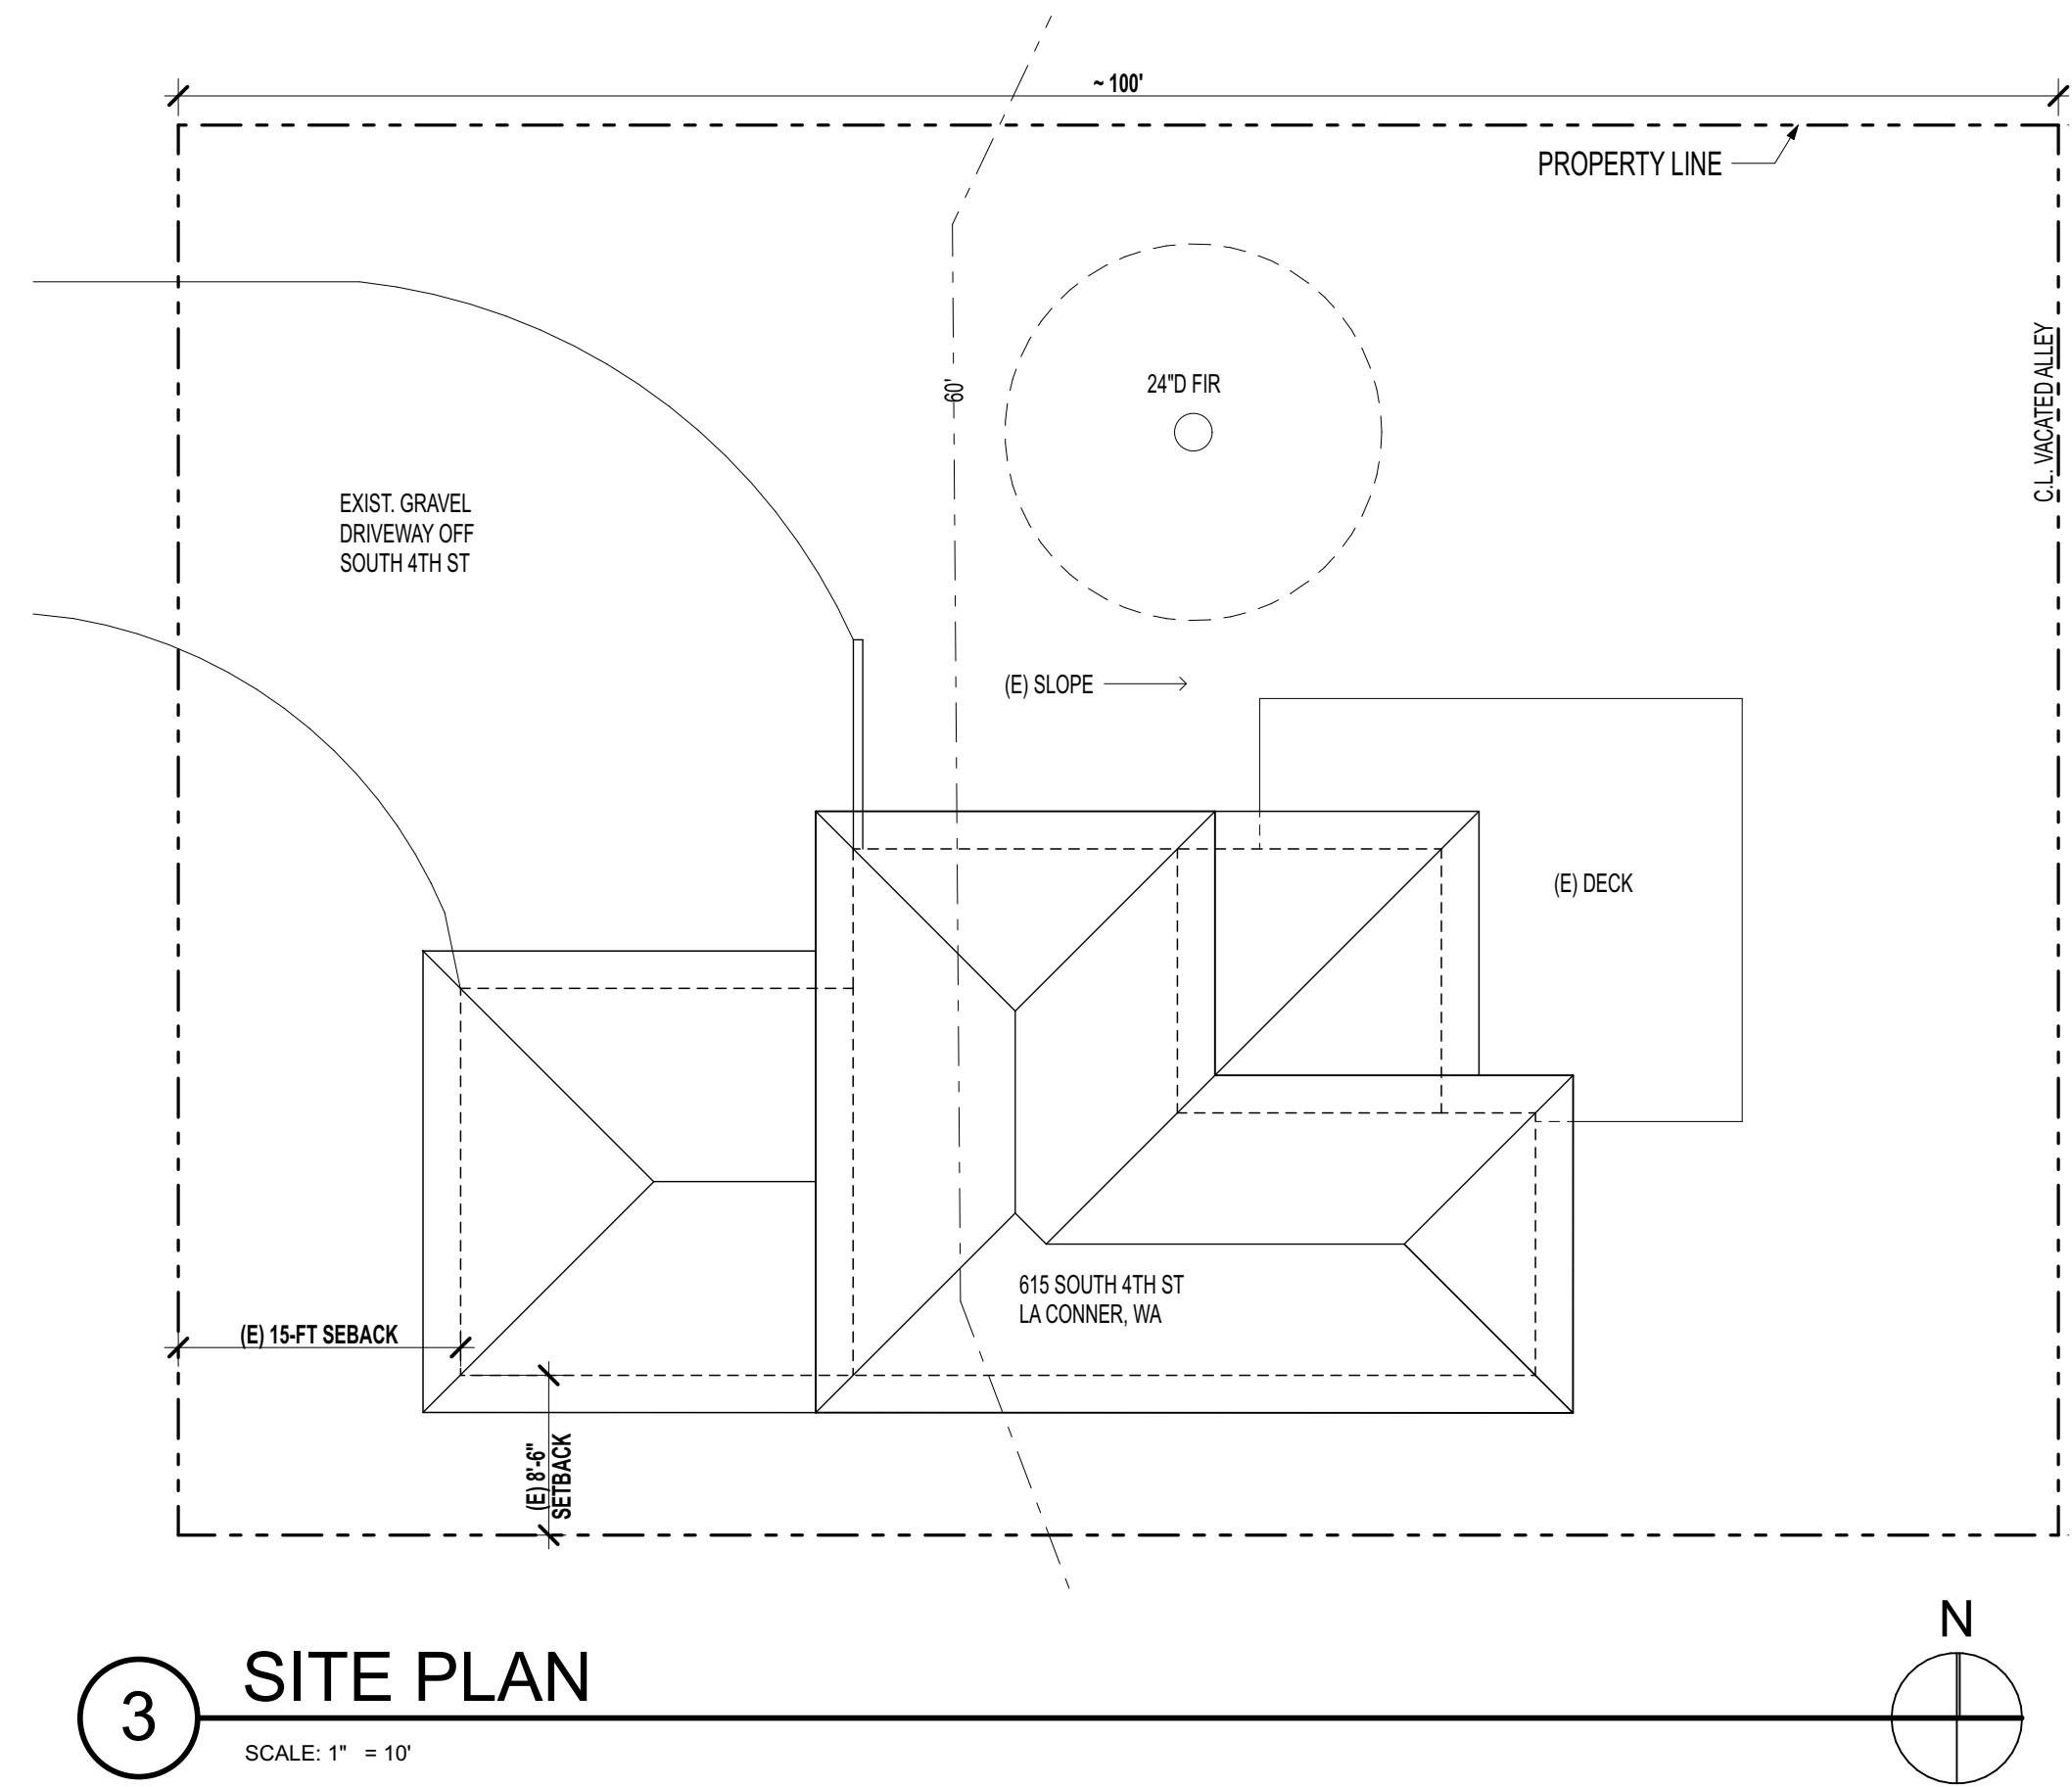 ~ 100'
PROPERTY LINE
C.L. VACATED ALLEY
24"D FIR
60'
EXIST. GRAVEL
DRIVEWAY OFF
SOUTH 4TH ST
(E) SLOPE
(E) DECK
615 SOUTH 4TH ST
LA CONNER, WA
(E) 15-FT SEBACK
(E) 8'-6"
SETBACK
N
3
SITE PLAN
SCALE: 1" = 10'